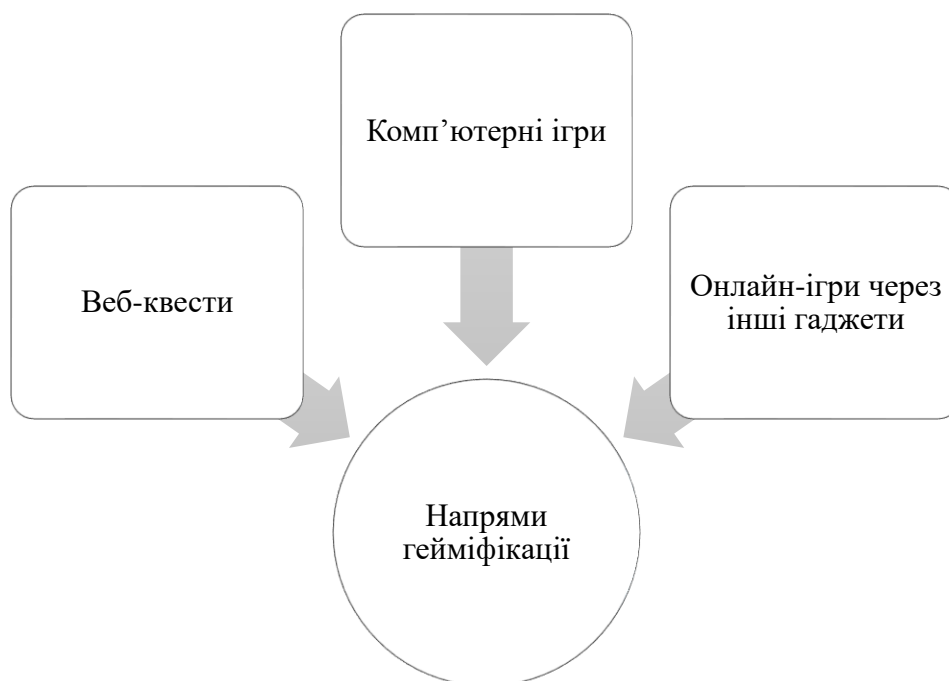 Комп’ютерні ігри
Веб-квести
Онлайн-ігри через
інші гаджети
Напрями
гейміфікації